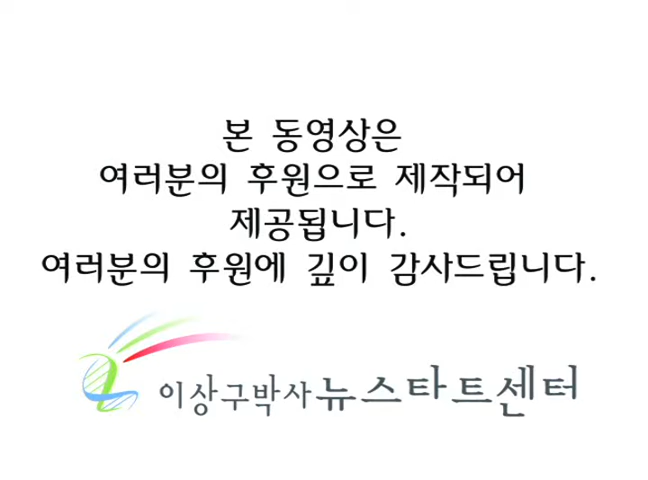 본 동영상은
여러분의 후원으로 제작되어
제공됩니다.
여러분의 후원에 깊이 감사드립니다.
이상구박사뉴스타트센터